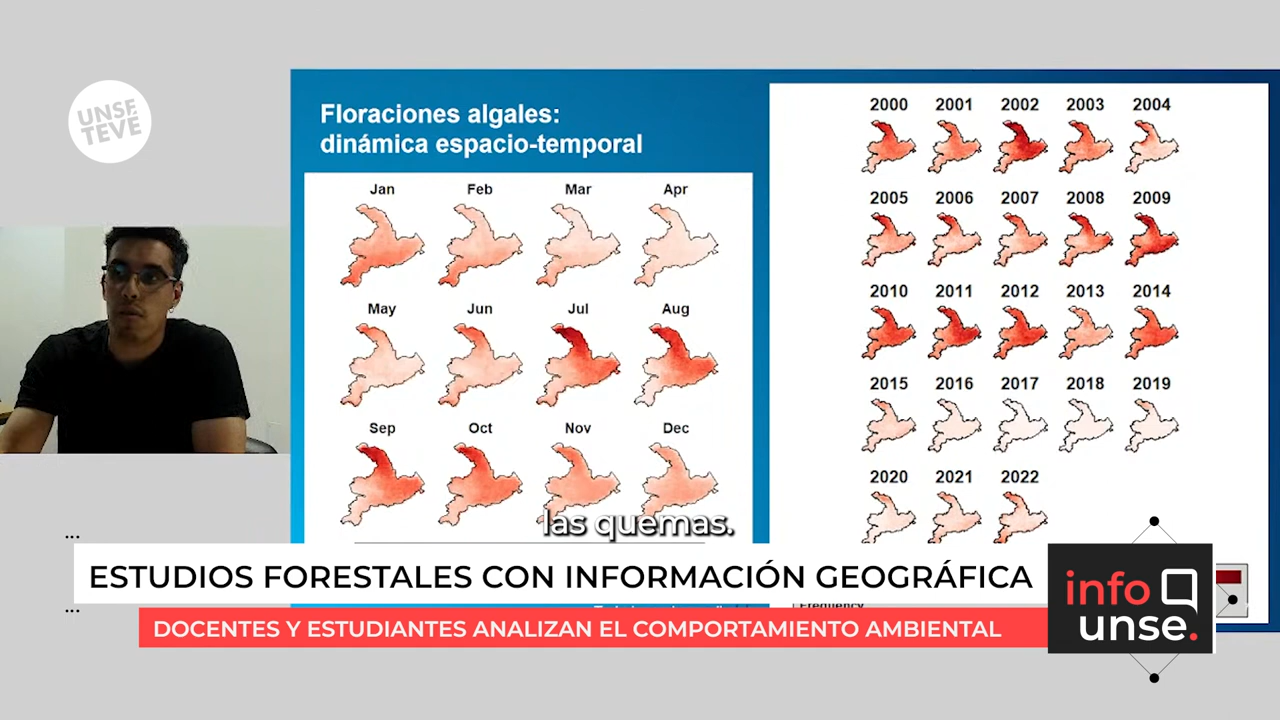 UNSE
TEVE
Floraciones algales:
dinámica espacio-temporal
Jan Feb Mar Apr
May Jun Jul Aug
Sep Oct Nov Dec
2000 2001 2002 2003 2004
2005 2006 2007 2008 2009
2010 2011 2012 2013 2014
2015 2016 2017 2018 2019
2020 2021 2022
Frequency
las quemas.
ESTUDIOS FORESTALES CON INFORMACIÓN GEOGRÁFICA
DOCENTES Y ESTUDIANTES ANALIZAN EL COMPORTAMIENTO AMBIENTAL
info
unse.